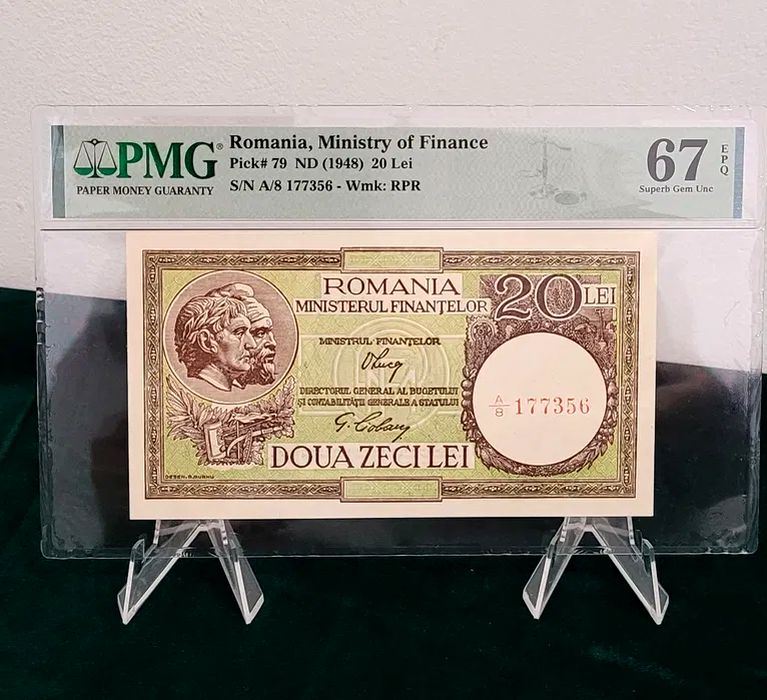 PMG®
PAPER MONEY GUARANTY
Romania, Ministry of Finance
Pick# 79 ND (1948) 20 Lei
S/N A/8 177356 - Wmk: RPR
67 EPQ
Superb Gem Unc
ROMANIA
MINISTERUL FINANȚELOR
20 LEI
MINISTRUL FINANȚELOR
DIRECTORUL GENERAL AL BUGETULUI
ȘI CONTABILITĂȚII GENERALE A STATULUI
A/8 177356
DOUA ZECI LEI